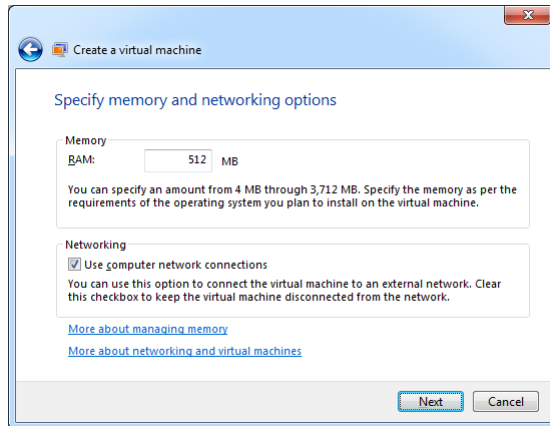 Create a virtual machine
Specify memory and networking options
Memory
RAM: 512 MB
You can specify an amount from 4 MB through 3,712 MB. Specify the memory as per the
requirements of the operating system you plan to install on the virtual machine.
Networking
Use computer network connections
You can use this option to connect the virtual machine to an external network. Clear
this checkbox to keep the virtual machine disconnected from the network.
More about managing memory
More about networking and virtual machines
Next Cancel